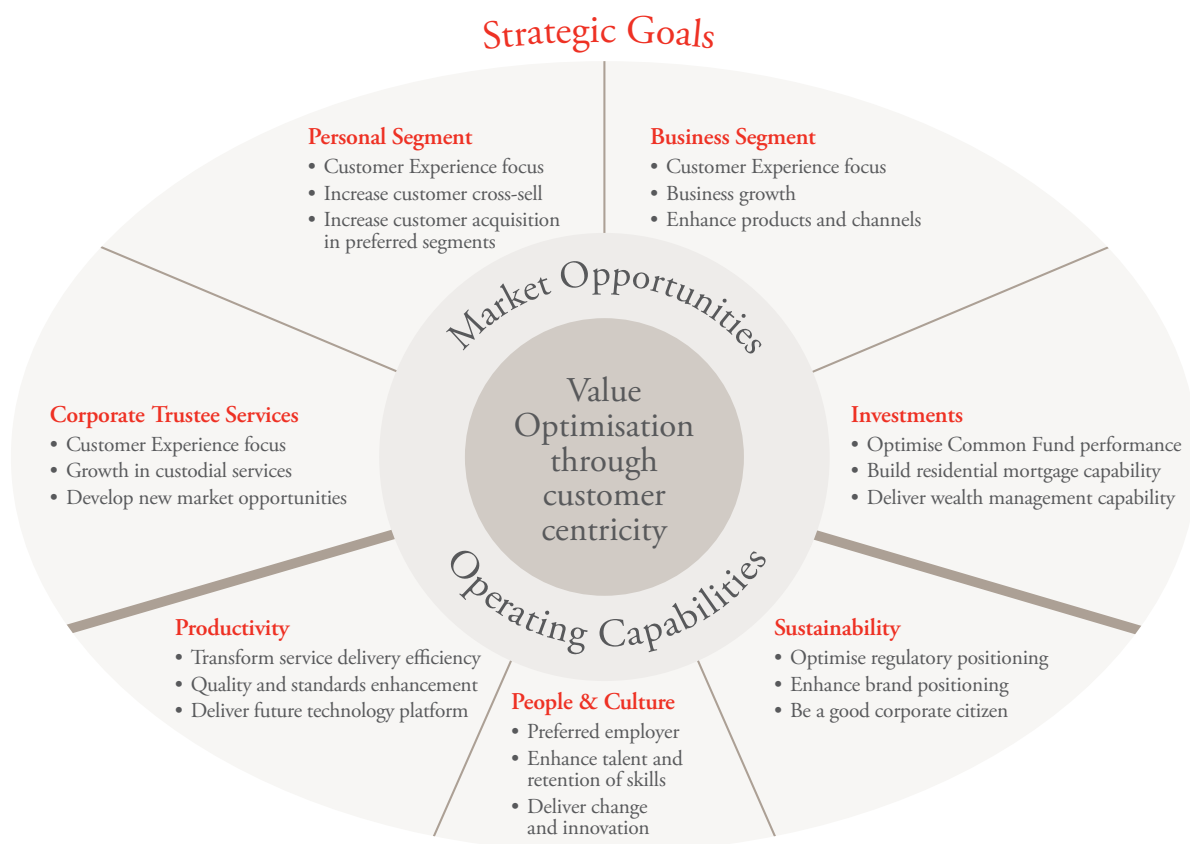 Strategic Goals
Personal Segment
• Customer Experience focus
• Increase customer cross-sell
• Increase customer acquisition
in preferred segments
Business Segment
• Customer Experience focus
• Business growth
• Enhance products and channels
Market Opportunities
Value
Optimisation
through
customer
centricity
Corporate Trustee Services
• Customer Experience focus
• Growth in custodial services
• Develop new market opportunities
Investments
• Optimise Common Fund performance
• Build residential mortgage capability
• Deliver wealth management capability
Operating Capabilities
Productivity
• Transform service delivery efficiency
• Quality and standards enhancement
• Deliver future technology platform
People & Culture
• Preferred employer
• Enhance talent and
retention of skills
• Deliver change
and innovation
Sustainability
• Optimise regulatory positioning
• Enhance brand positioning
• Be a good corporate citizen